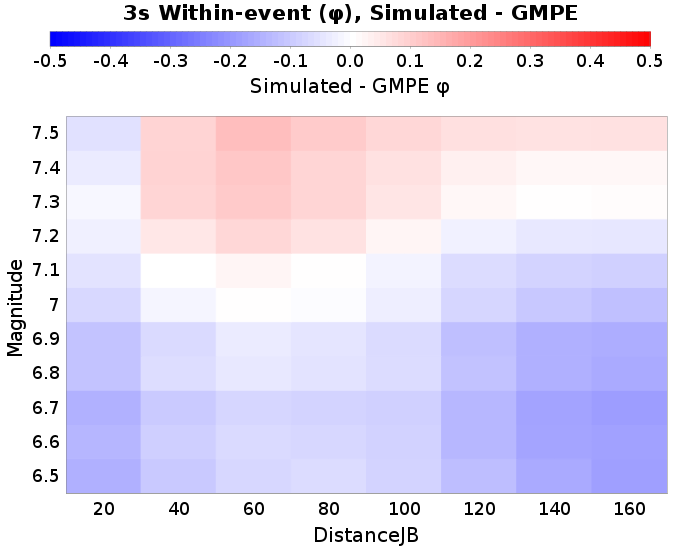 3s Within-event (φ), Simulated - GMPE
-0.5 -0.4 -0.3 -0.2 -0.1 0.0 0.1 0.2 0.3 0.4 0.5
Simulated - GMPE φ
Magnitude
7.5
7.4
7.3
7.2
7.1
7
6.9
6.8
6.7
6.6
6.5
20 40 60 80 100 120 140 160
DistanceJB